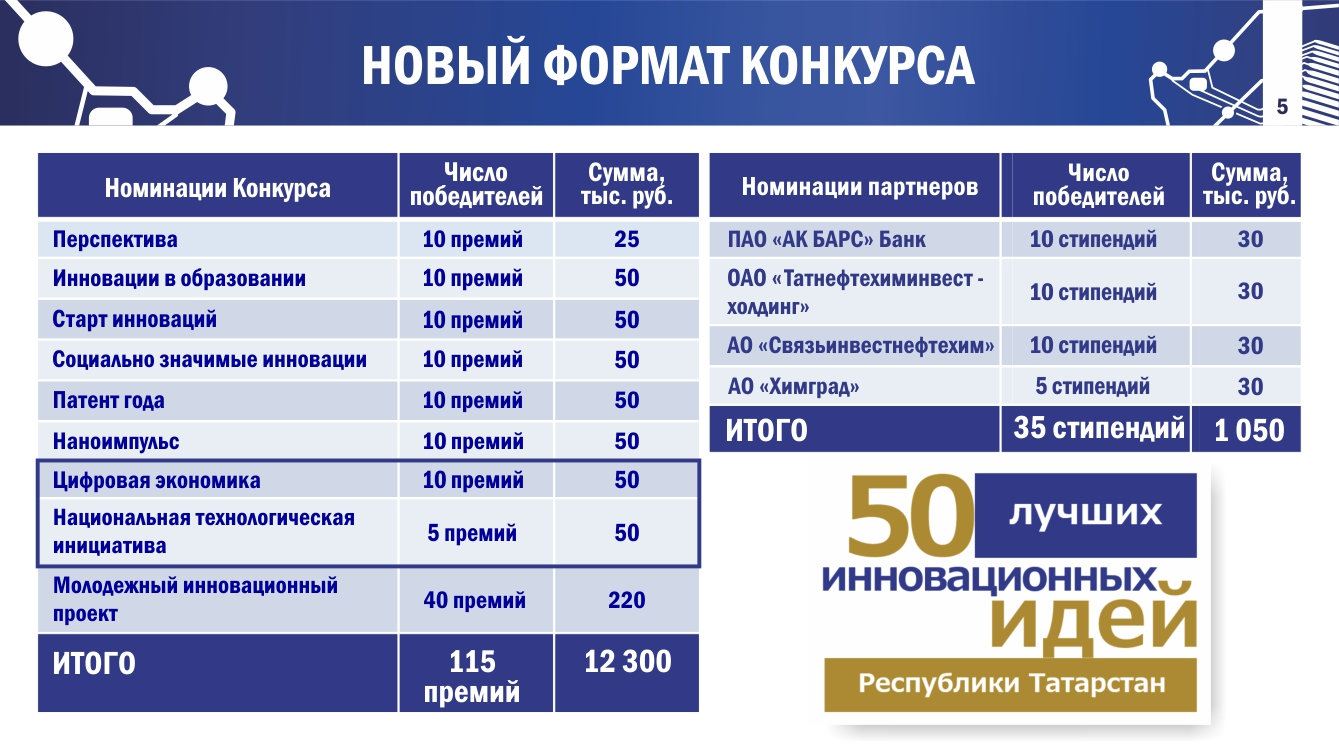 НОВЫЙ ФОРМАТ КОНКУРСА
5
Номинации Конкурса
Число
победителей
Сумма,
тыс. руб.
Перспектива
10 премий
25
Инновации в образовании
10 премий
50
Старт инноваций
10 премий
50
Социально значимые инновации
10 премий
50
Патент года
10 премий
50
Наноимпульс
10 премий
50
Цифровая экономика
10 премий
50
Национальная технологическая
инициатива
5 премий
50
Молодежный инновационный
проект
40 премий
220
ИТОГО
115
премий
12 300
Номинации партнеров
Число
победителей
Сумма,
тыс. руб.
ПАО «АК БАРС» Банк
10 стипендий
30
ОАО «Татнефтехиминвест -
холдинг»
10 стипендий
30
АО «Связьинвестнефтехим»
10 стипендий
30
АО «Химград»
5 стипендий
30
ИТОГО
35 стипендий
1 050
50 лучших
инновационных
идей
Республики Татарстан